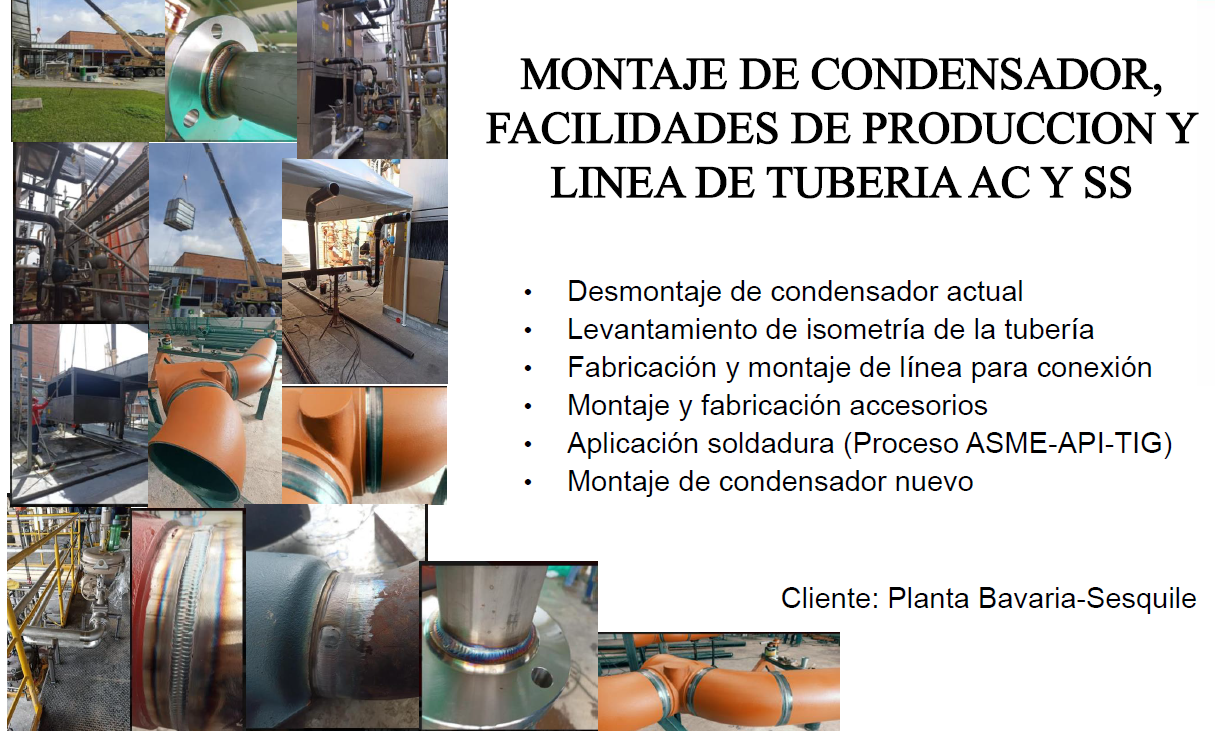 MONTAJE DE CONDENSADOR,
FACILIDADES DE PRODUCCION Y
LINEA DE TUBERIA AC Y SS
• Desmontaje de condensador actual
• Levantamiento de isometría de la tubería
• Fabricación y montaje de línea para conexión
• Montaje y fabricación accesorios
• Aplicación soldadura (Proceso ASME-API-TIG)
• Montaje de condensador nuevo
Cliente: Planta Bavaria-Sesquile